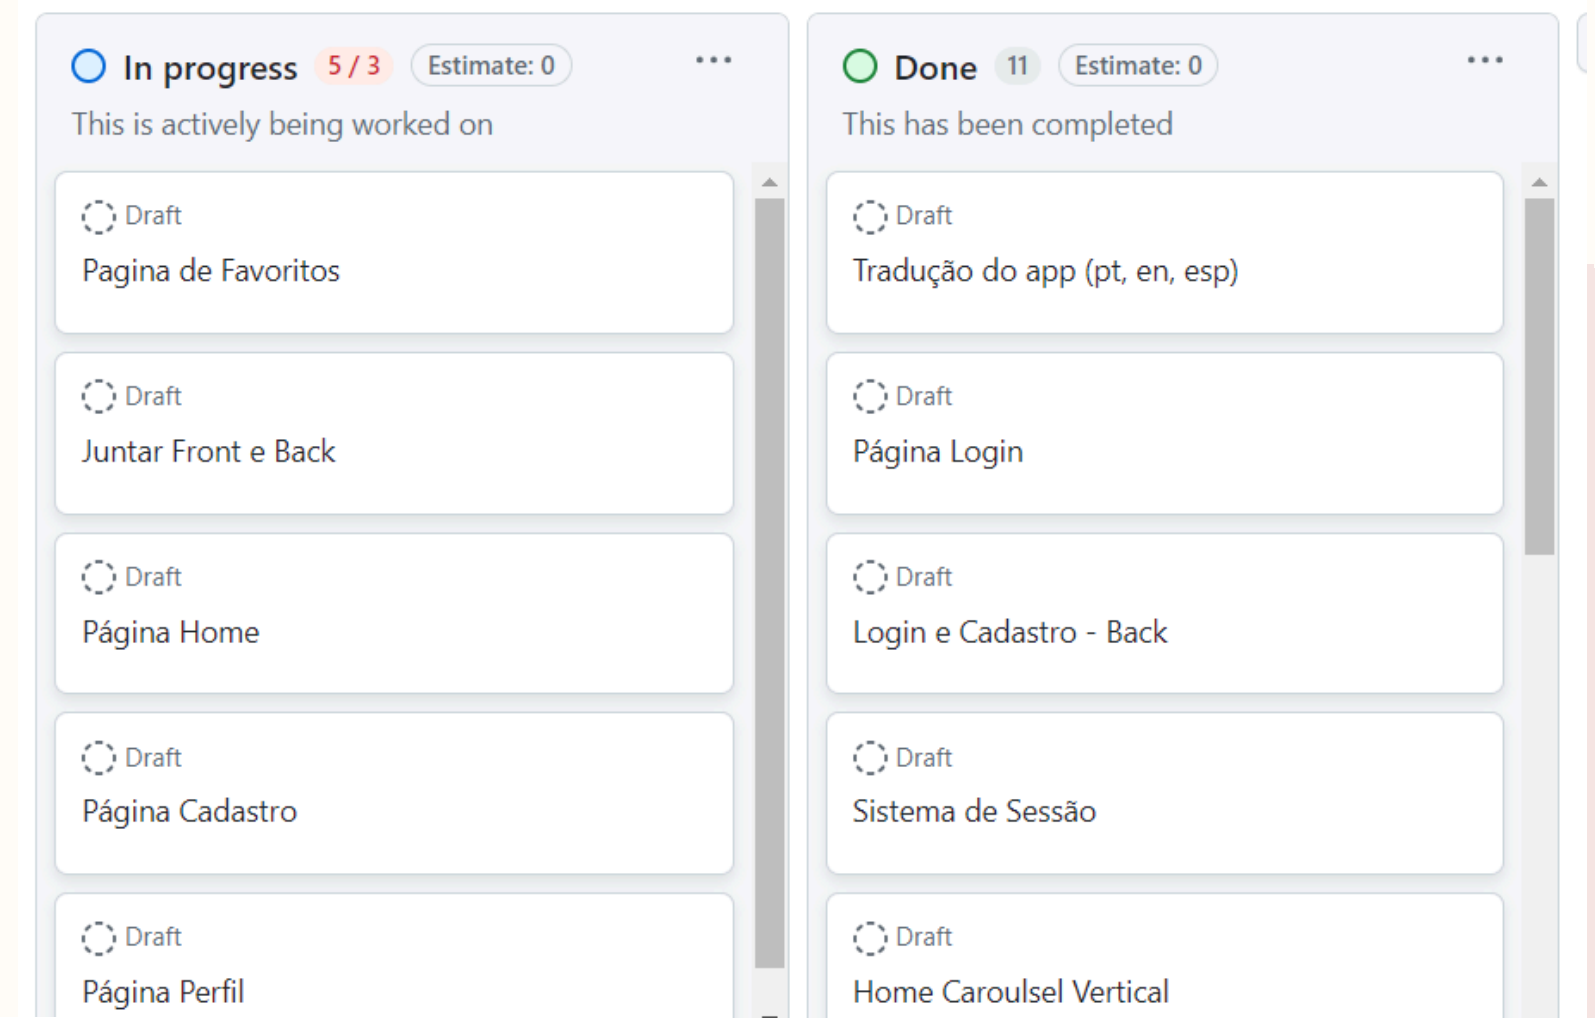 In progress 5 / 3 Estimate: 0
This is actively being worked on
Draft
Pagina de Favoritos
Draft
Juntar Front e Back
Draft
Página Home
Draft
Página Cadastro
Draft
Página Perfil
Done 11 Estimate: 0
This has been completed
Draft
Tradução do app (pt, en, esp)
Draft
Página Login
Draft
Login e Cadastro - Back
Draft
Sistema de Sessão
Draft
Home Caroulsel Vertical